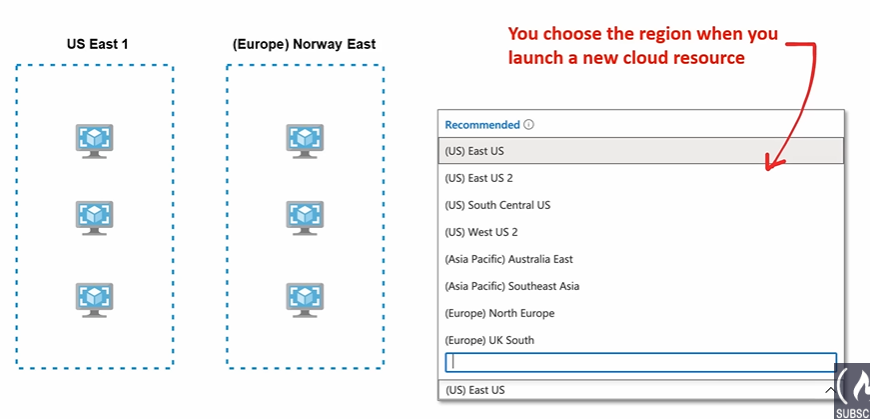 US East 1
(Europe) Norway East
You choose the region when you
launch a new cloud resource
Recommended
(US) East US
(US) East US 2
(US) South Central US
(US) West US 2
(Asia Pacific) Australia East
(Asia Pacific) Southeast Asia
(Europe) North Europe
(Europe) UK South
(US) East US
SUBSC